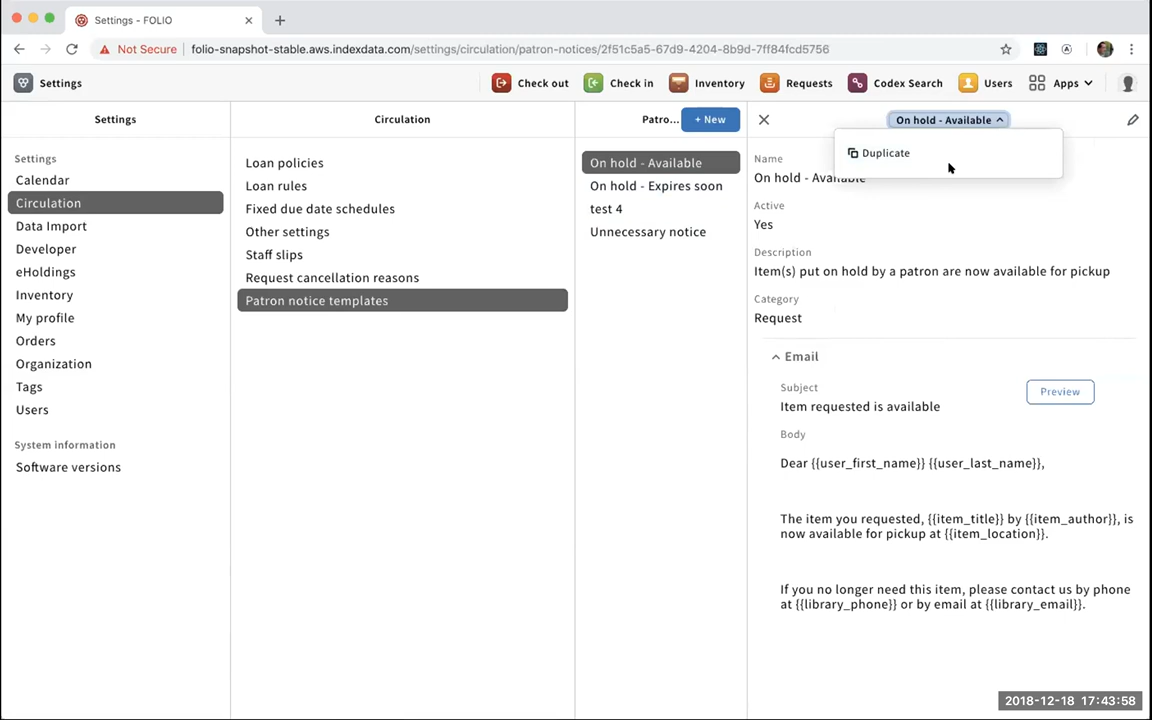 Settings - FOLIO
Not Secure
folio-snapshot-stable.aws.indexdata.com/settings/circulation/patron-notices/2f51c5a5-67d9-4204-8b9d-7ff84fcd5756
Settings
Check out
Check in
Inventory
Requests
Codex Search
Users
Apps
Settings
Settings
Calendar
Circulation
Data Import
Developer
eHoldings
Inventory
My profile
Orders
Organization
Tags
Users
System information
Software versions
Circulation
Loan policies
Loan rules
Fixed due date schedules
Other settings
Staff slips
Request cancellation reasons
Patron notice templates
Patro...
+ New
On hold - Available
On hold - Expires soon
test 4
Unnecessary notice
On hold - Available
Duplicate
Name
On hold - Available
Active
Yes
Description
Item(s) put on hold by a patron are now available for pickup
Category
Request
Email
Subject
Item requested is available
Preview
Body
Dear {{user_first_name}} {{user_last_name}},
The item you requested, {{item_title}} by {{item_author}}, is
now available for pickup at {{item_location}}.
If you no longer need this item, please contact us by phone
at {{library_phone}} or by email at {{library_email}}.
2018-12-18 17:43:58